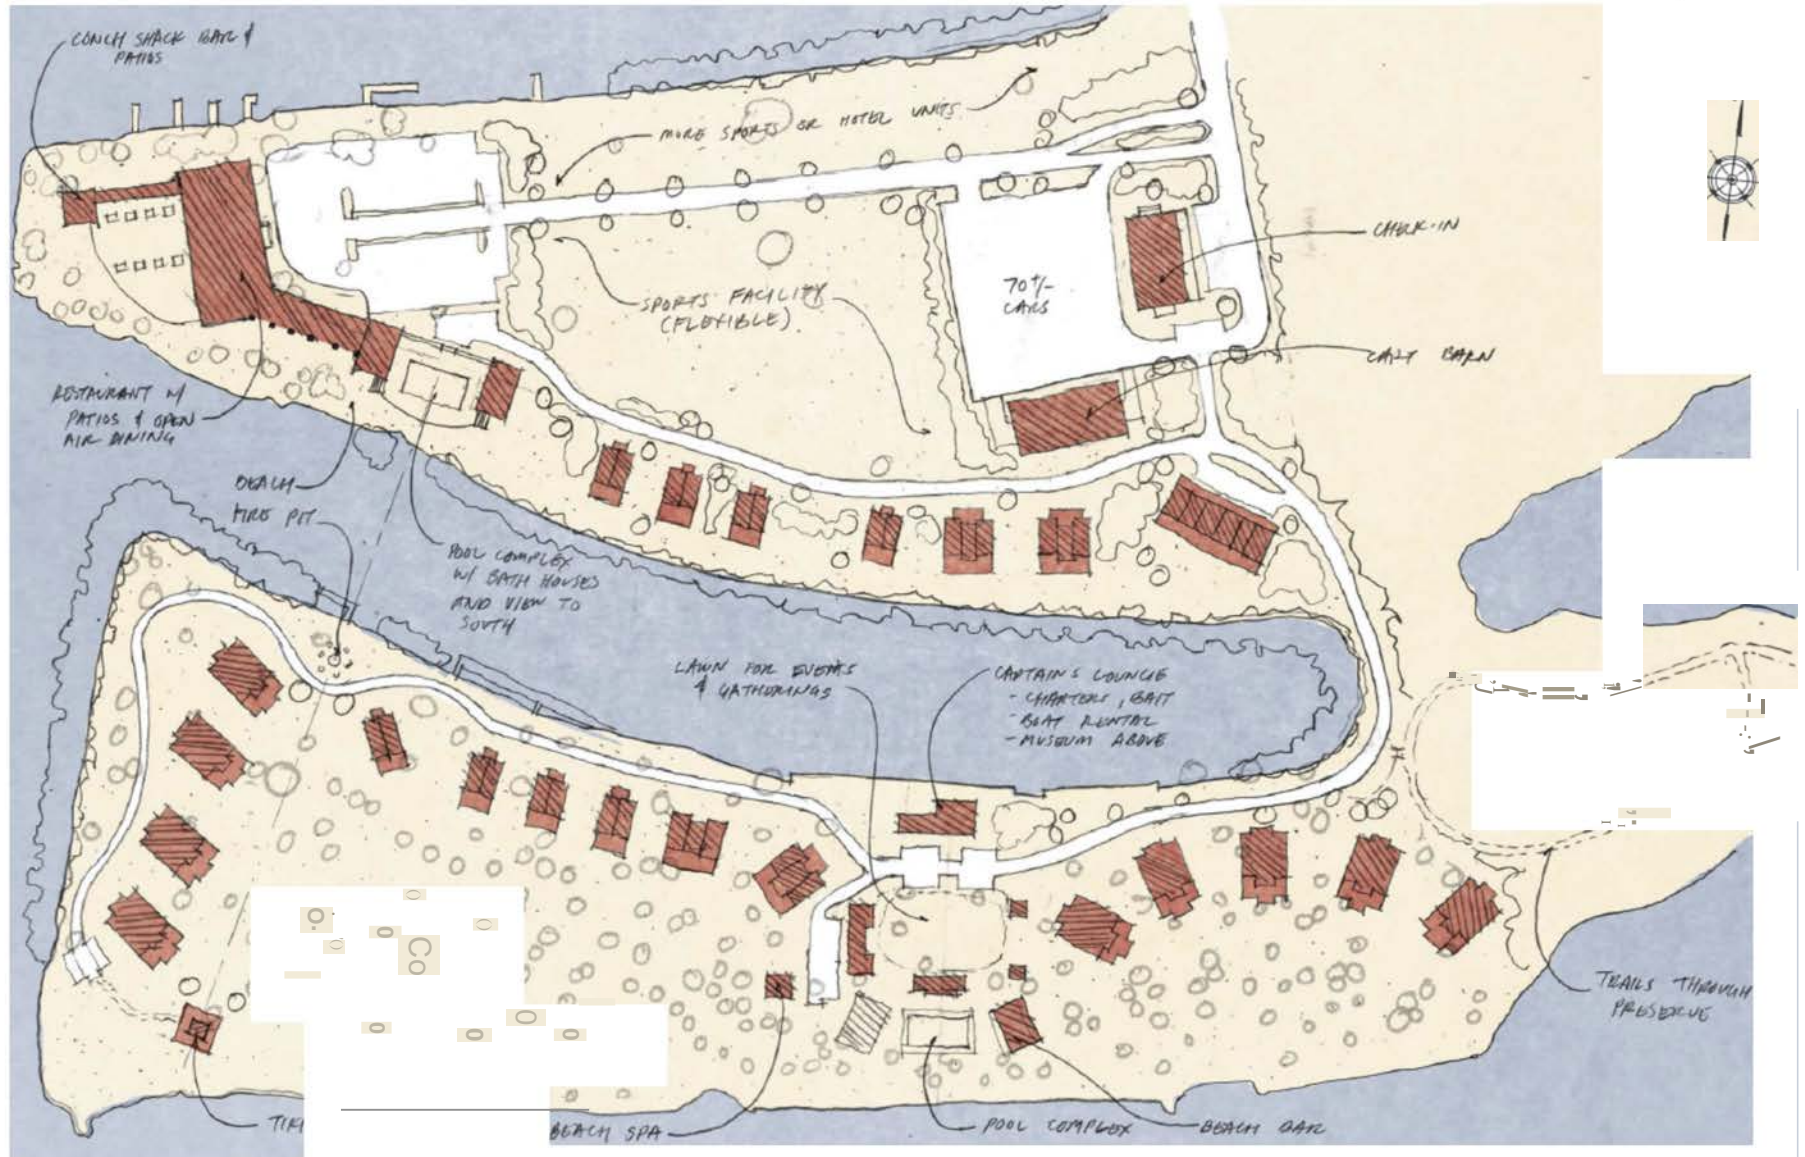 CONCH SHACK BAR &
PATIOS
MORE SPORTS OR HOTEL UNITS
CHECK-IN
70+/-
CARS
SPORTS FACILITY
(FLEXIBLE)
CART BARN
RESTAURANT W/
PATIOS & OPEN
AIR DINING
BEACH
FIRE PIT
POOL COMPLEX
W/ BATH HOUSES
AND VIEW TO
SOUTH
LAWN FOR EVENTS
& GATHERINGS
CAPTAIN'S LOUNGE
- CHARTERS, BAIT
- BOAT RENTAL
- MUSEUM ABOVE
TRAILS THROUGH
PRESERVE
TIKI
BEACH SPA
POOL COMPLEX
BEACH BAR